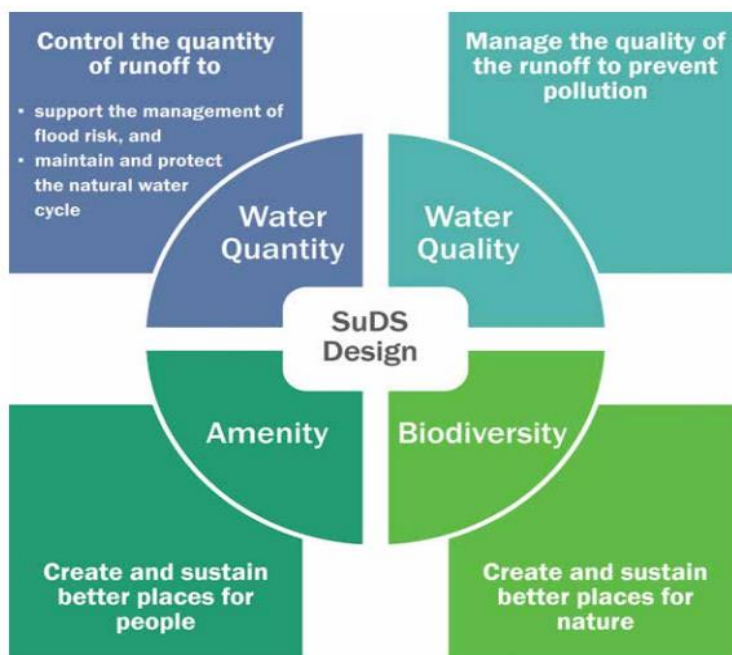 Control the quantity
of runoff to
• support the management of
flood risk, and
• maintain and protect
the natural water
cycle
Manage the quality of
the runoff to prevent
pollution
Water
Quantity
Water
Quality
SuDS
Design
Amenity
Biodiversity
Create and sustain
better places for
people
Create and sustain
better places for
nature